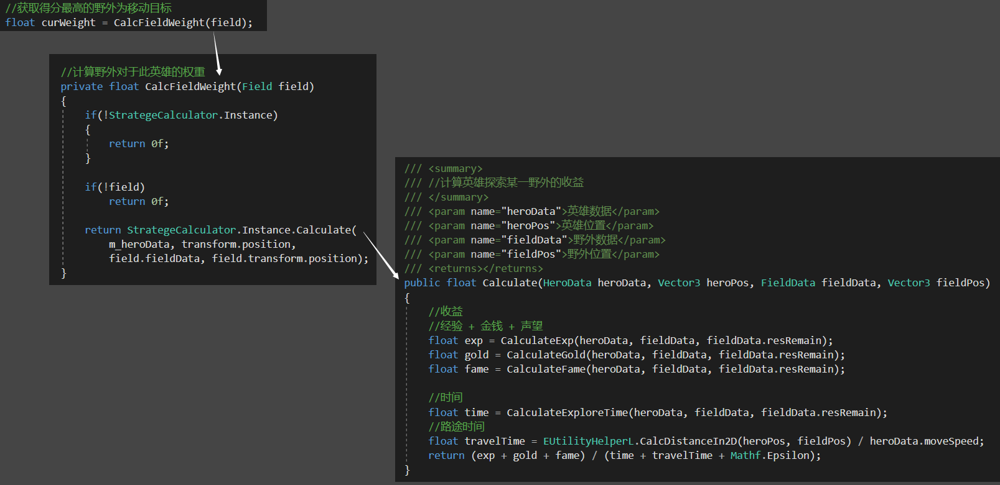 //获取得分最高的野外为移动目标
float curWeight = CalcFieldWeight(field);
//计算野外对于此英雄的权重
private float CalcFieldWeight(Field field)
{
if(!StrategeCalculator.Instance)
{
return 0f;
}
if(!field)
return 0f;
return StrategeCalculator.Instance.Calculate(
m_heroData, transform.position,
field.fieldData, field.transform.position);
}
/// <summary>
/// //计算英雄探索某一野外的收益
/// </summary>
/// <param name="heroData">英雄数据</param>
/// <param name="heroPos">英雄位置</param>
/// <param name="fieldData">野外数据</param>
/// <param name="fieldPos">野外位置</param>
/// <returns></returns>
public float Calculate(HeroData heroData, Vector3 heroPos, FieldData fieldData, Vector3 fieldPos)
{
//收益
//经验 + 金钱 + 声望
float exp = CalculateExp(heroData, fieldData, fieldData.resRemain);
float gold = CalculateGold(heroData, fieldData, fieldData.resRemain);
float fame = CalculateFame(heroData, fieldData, fieldData.resRemain);
//时间
float time = CalculateExploreTime(heroData, fieldData, fieldData.resRemain);
//路途时间
float travelTime = EUtilityHelperL.CalcDistanceIn2D(heroPos, fieldPos) / heroData.moveSpeed;
return (exp + gold + fame) / (time + travelTime + Mathf.Epsilon);
}